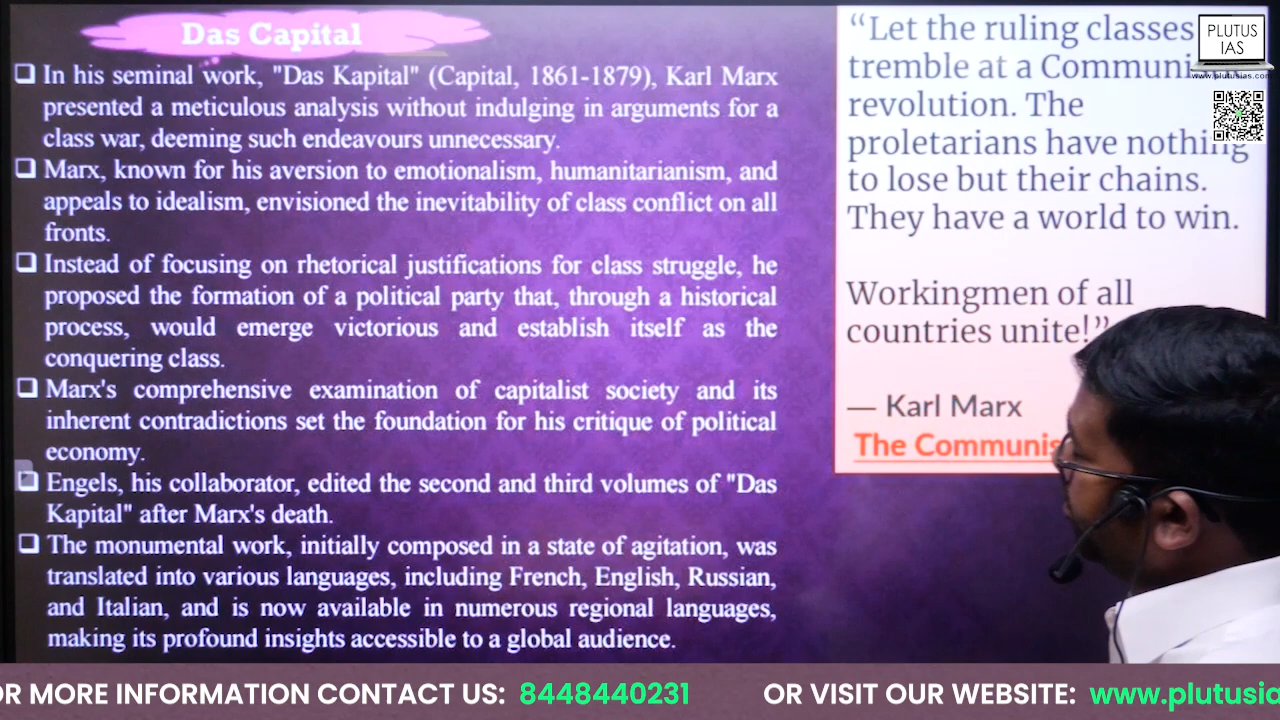 Das Capital
In his seminal work, "Das Kapital" (Capital, 1861-1879), Karl Marx
presented a meticulous analysis without indulging in arguments for a
class war, deeming such endeavours unnecessary.
Marx, known for his aversion to emotionalism, humanitarianism, and
appeals to idealism, envisioned the inevitability of class conflict on all
fronts.
Instead of focusing on rhetorical justifications for class struggle, he
proposed the formation of a political party that, through a historical
process, would emerge victorious and establish itself as the
conquering class.
Marx's comprehensive examination of capitalist society and its
inherent contradictions set the foundation for his critique of political
economy.
Engels, his collaborator, edited the second and third volumes of "Das
Kapital" after Marx's death.
The monumental work, initially composed in a state of agitation, was
translated into various languages, including French, English, Russian,
and Italian, and is now available in numerous regional languages,
making its profound insights accessible to a global audience.
“Let the ruling classes
tremble at a Communis
revolution. The
proletarians have nothing
to lose but their chains.
They have a world to win.
Workingmen of all
countries unite!”
— Karl Marx
The Communis
PLUTUS
IAS
www.plutusias.com
OR MORE INFORMATION CONTACT US: 8448440231 OR VISIT OUR WEBSITE: www.plutusia